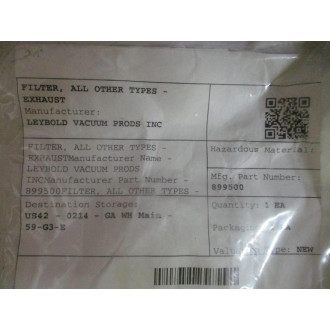 FILTER, ALL OTHER TYPES -
EXHAUST
Manufacturer:
LEYBOLD VACUUM PRODS INC
FILTER, ALL OTHER TYPES -
EXHAUSTManufacturer Name -
LEYBOLD VACUUM PRODS
INCManufacturer Part Number -
899500FILTER, ALL OTHER TYPES -
Destination Storage:
US42 - 0214 - GA WH Main -
59-G3-E
Hazardous Material
Mfg. Part Number:
899500
Quantity: 1 EA
Type: NEW